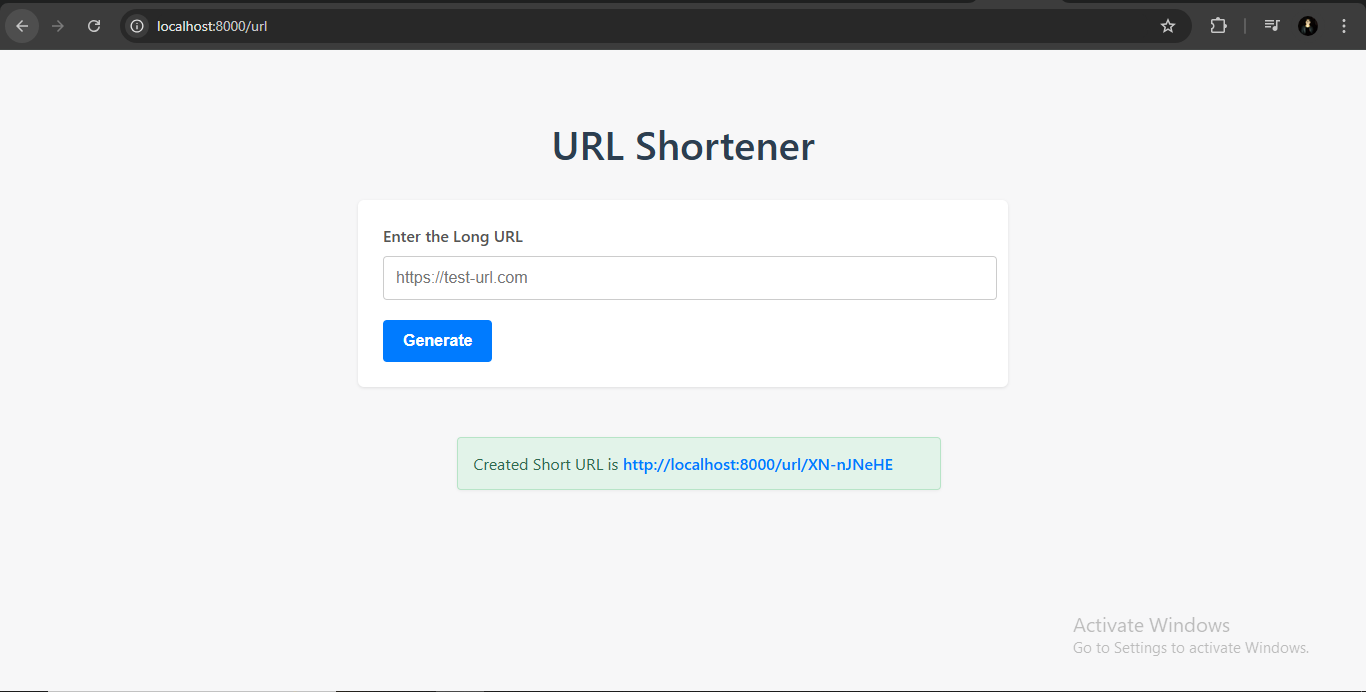 localhost:8000/url
URL Shortener
Enter the Long URL
https://test-url.com
Generate
Created Short URL is http://localhost:8000/url/XN-nJNeHE
Activate Windows
Go to Settings to activate Windows.